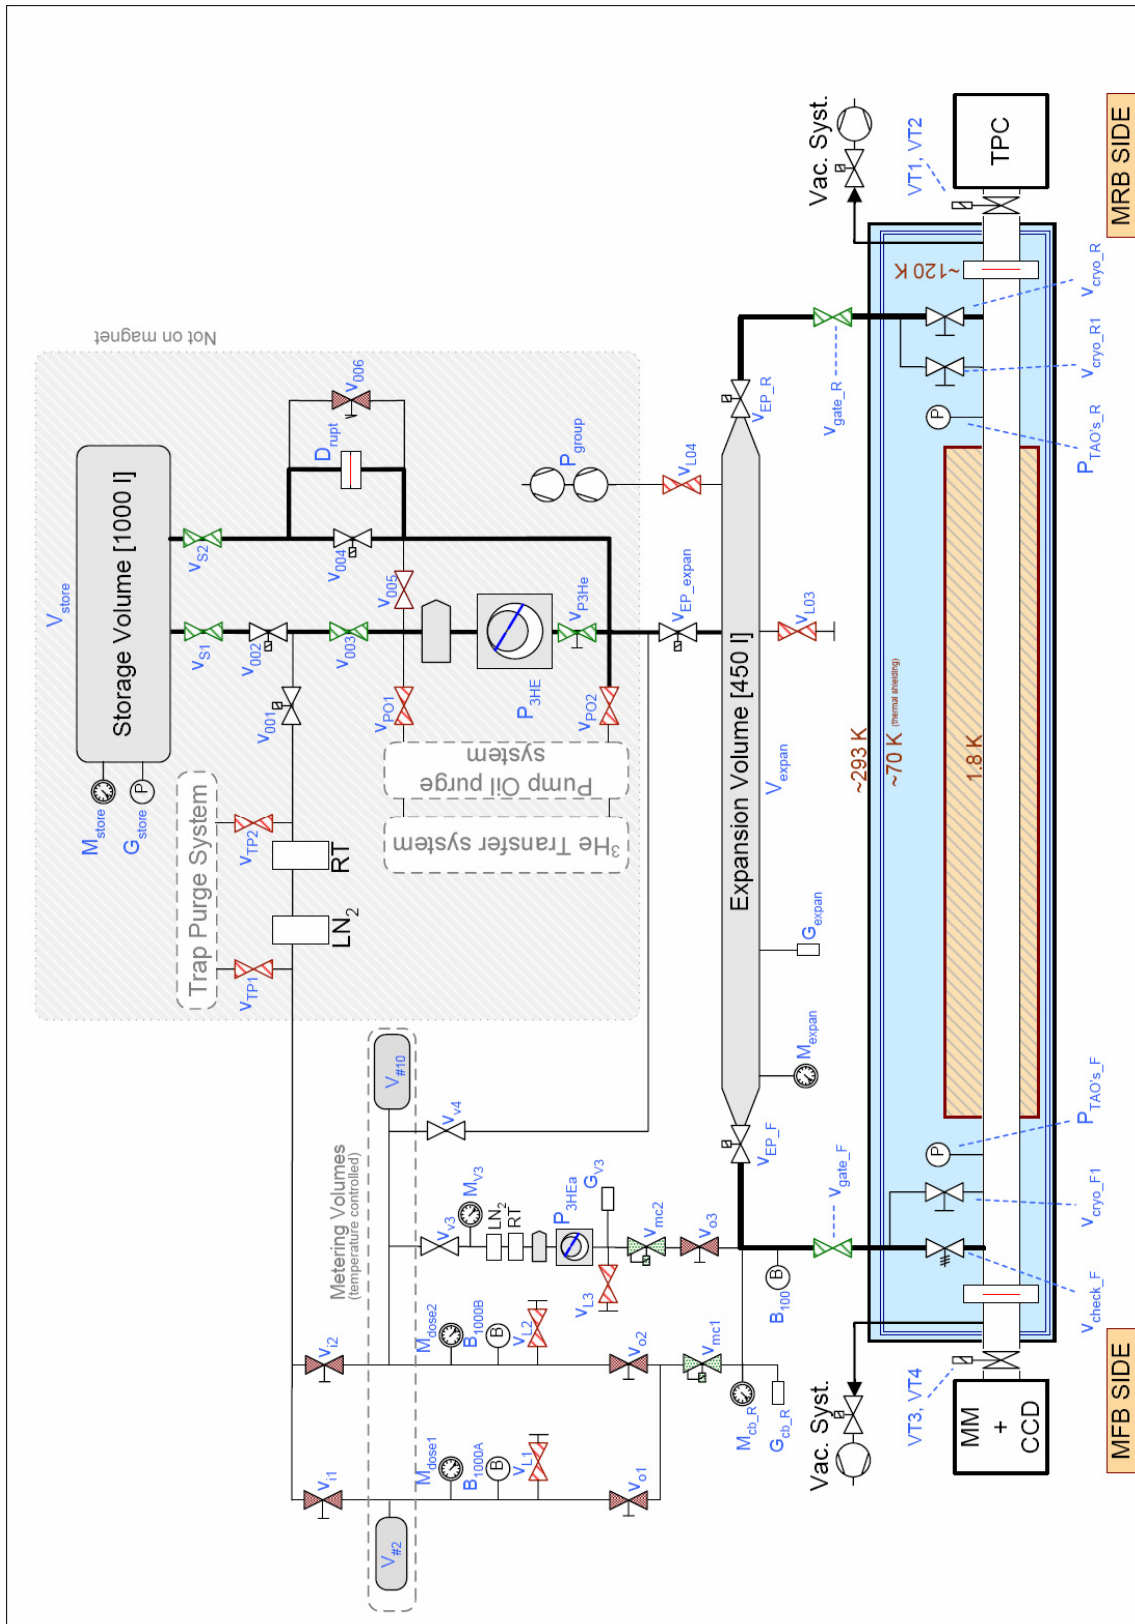 Not on magnet
V_store
Storage Volume [1000 l]
M_store
G_store
V_S1
V_S2
V_002
V_001
V_003
V_004
D_rupt
V_006
V_005
P_3HE
V_P3He
V_PO1
V_PO2
Pump Oil purge
system
³He Transfer system
Trap Purge System
V_TP2
V_TP1
RT
LN₂
P_group
V_L04
V_EP_expan
V_L03
V_EP_R
V_EP_F
Expansion Volume [450 l]
V_expan
G_expan
M_expan
Metering Volumes
(temperature controlled)
V_#10
V_#2
V_v4
V_v3
M_V3
LN₂
RT
P_3HEa
G_V3
V_L3
V_mc2
V_o3
V_i2
M_dose2
B_1000B
V_L2
V_o2
V_mc1
V_i1
M_dose1
B_1000A
V_L1
V_o1
M_cb_R
G_cb_R
B_100
V_gate_F
V_gate_R
~293 K
~70 K (thermal shielding)
1.8 K
~120 K
Vac. Syst.
VT1, VT2
TPC
MRB SIDE
V_cryo_R
V_cryo_R1
P_TAO's_R
P
P_TAO's_F
V_cryo_F1
V_check_F
Vac. Syst.
VT3, VT4
MM
+
CCD
MFB SIDE
P
P
B
B
B